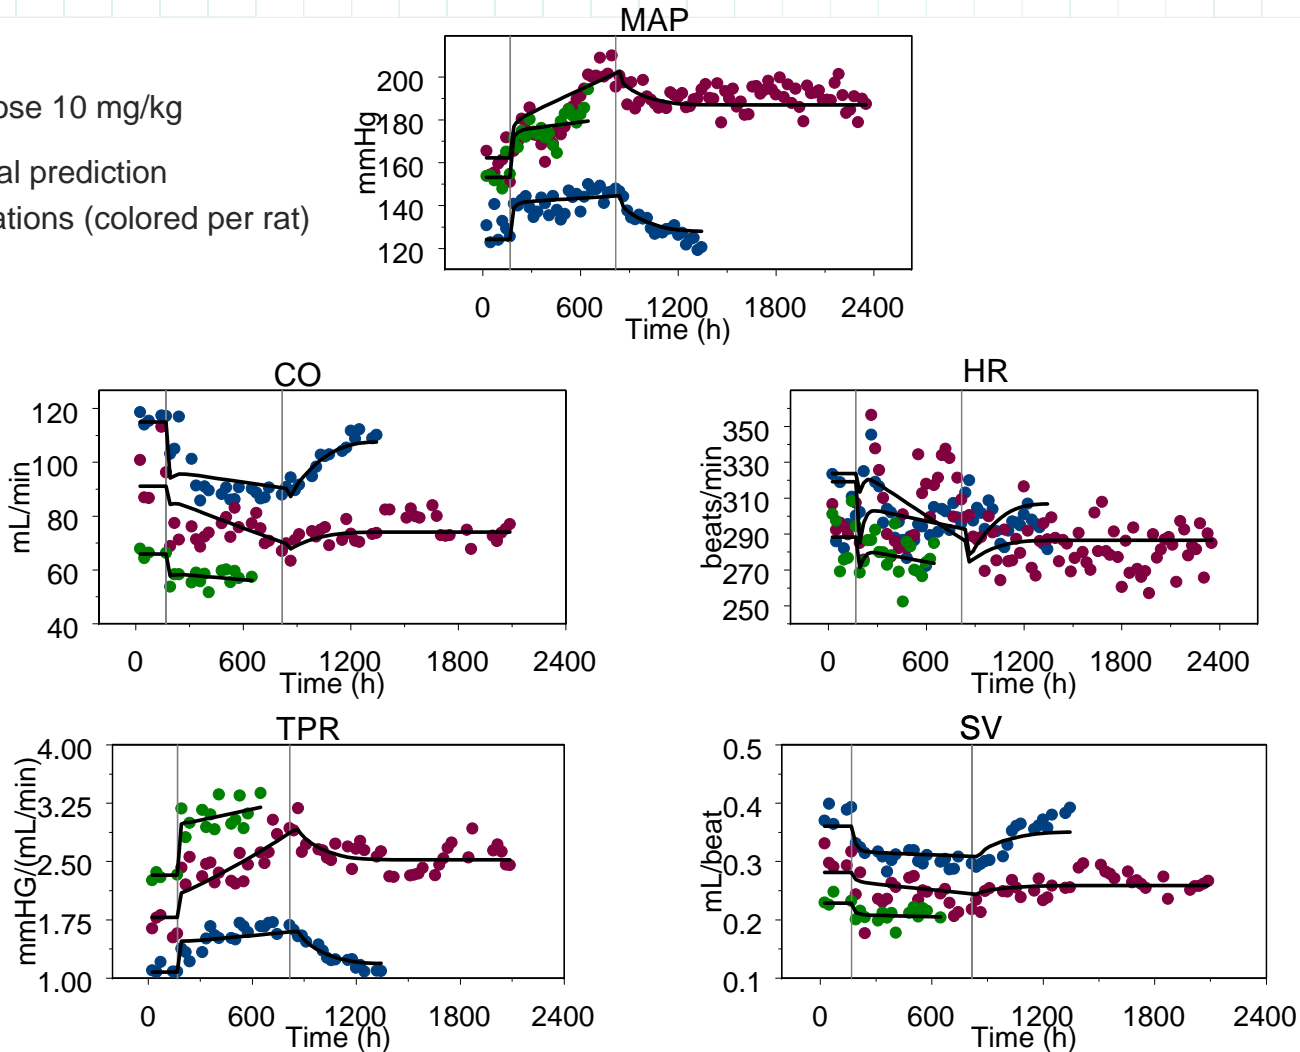 MAP
ose 10 mg/kg
al prediction
ations (colored per rat)
mmHg
200
180
160
140
120
0 600 1200 1800 2400
Time (h)
CO
mL/min
120
100
80
60
40
0 600 1200 1800 2400
Time (h)
HR
beats/min
350
330
310
290
270
250
0 600 1200 1800 2400
Time (h)
TPR
mmHG/(mL/min)
4.00
3.25
2.50
1.75
1.00
0 600 1200 1800 2400
Time (h)
SV
mL/beat
0.5
0.4
0.3
0.2
0.1
0 600 1200 1800 2400
Time (h)